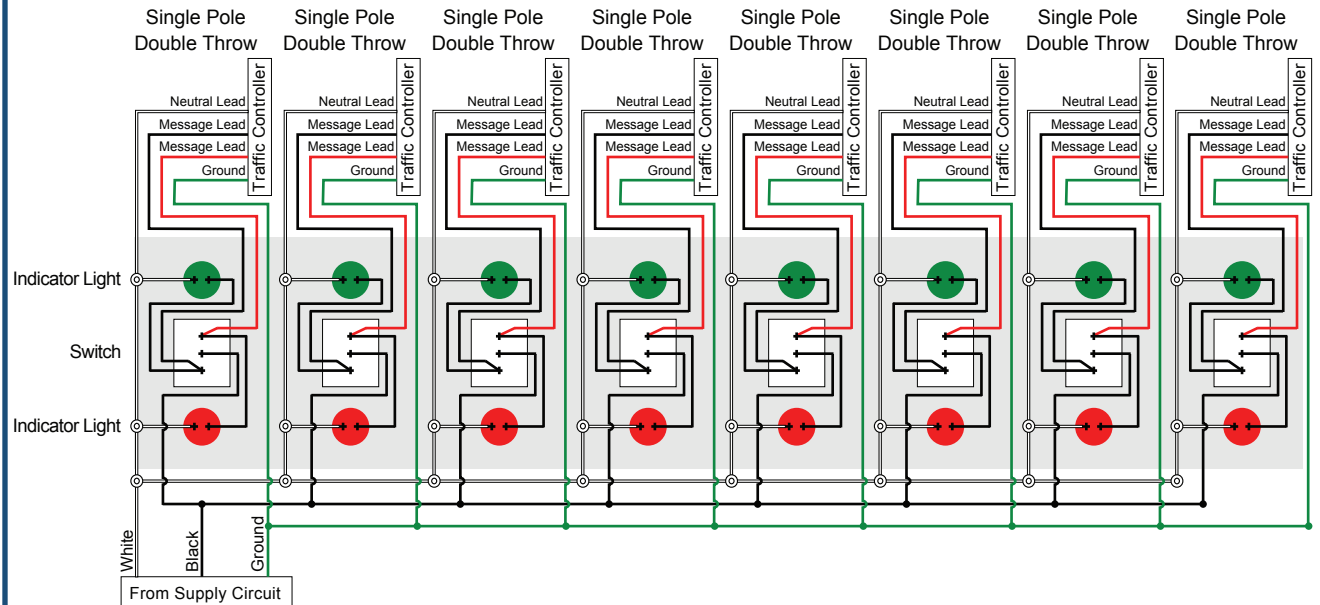 Single Pole Single Pole Single Pole Single Pole Single Pole Single Pole Single Pole Single Pole
Double Throw Double Throw Double Throw Double Throw Double Throw Double Throw Double Throw Double Throw
Neutral Lead Neutral Lead Neutral Lead Neutral Lead Neutral Lead Neutral Lead Neutral Lead Neutral Lead
Message Lead Message Lead Message Lead Message Lead Message Lead Message Lead Message Lead Message Lead
Message Lead Message Lead Message Lead Message Lead Message Lead Message Lead Message Lead Message Lead
Ground Ground Ground Ground Ground Ground Ground Ground
Traffic Controller Traffic Controller Traffic Controller Traffic Controller Traffic Controller Traffic Controller Traffic Controller Traffic Controller
Indicator Light
Switch
Indicator Light
White
Black
Ground
From Supply Circuit